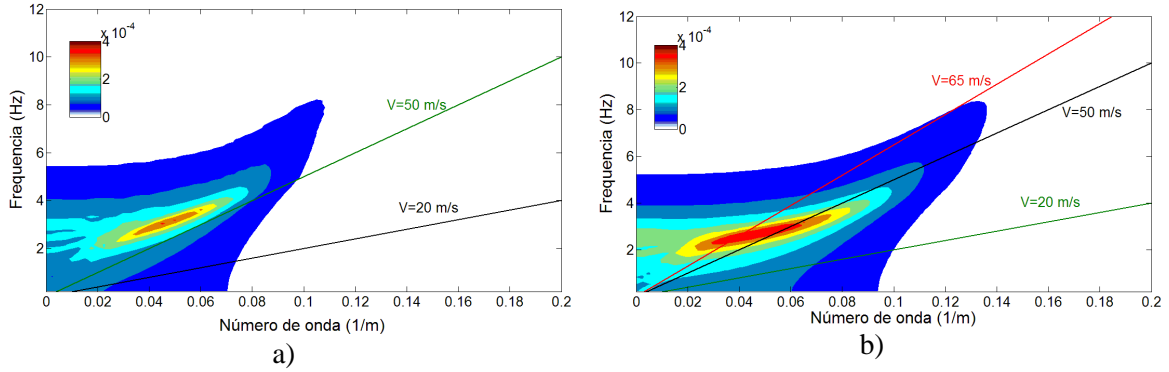 x 10⁻⁴
4
2
0
V=50 m/s
V=20 m/s
12
10
8
6
4
2
Frequencia (Hz)
0 0.02 0.04 0.06 0.08 0.1 0.12 0.14 0.16 0.18 0.2
Número de onda (1/m)
a)
x 10⁻⁴
4
2
0
V=65 m/s
V=50 m/s
V=20 m/s
12
10
8
6
4
2
Frequencia (Hz)
0 0.02 0.04 0.06 0.08 0.1 0.12 0.14 0.16 0.18 0.2
Número de onda (1/m)
b)